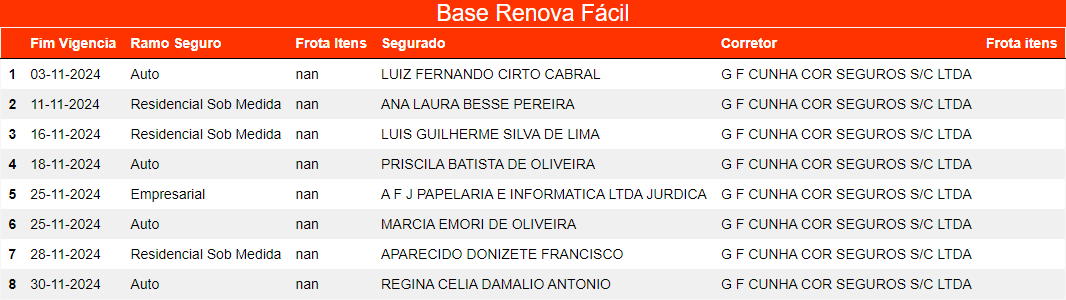 Base Renova Fácil
Fim Vigencia Ramo Seguro Frota Itens Segurado Corretor Frota itens
1 03-11-2024 Auto nan LUIZ FERNANDO CIRTO CABRAL G F CUNHA COR SEGUROS S/C LTDA
2 11-11-2024 Residencial Sob Medida nan ANA LAURA BESSE PEREIRA G F CUNHA COR SEGUROS S/C LTDA
3 16-11-2024 Residencial Sob Medida nan LUIS GUILHERME SILVA DE LIMA G F CUNHA COR SEGUROS S/C LTDA
4 18-11-2024 Auto nan PRISCILA BATISTA DE OLIVEIRA G F CUNHA COR SEGUROS S/C LTDA
5 25-11-2024 Empresarial nan A F J PAPELARIA E INFORMATICA LTDA JURDICA G F CUNHA COR SEGUROS S/C LTDA
6 25-11-2024 Auto nan MARCIA EMORI DE OLIVEIRA G F CUNHA COR SEGUROS S/C LTDA
7 28-11-2024 Residencial Sob Medida nan APARECIDO DONIZETE FRANCISCO G F CUNHA COR SEGUROS S/C LTDA
8 30-11-2024 Auto nan REGINA CELIA DAMALIO ANTONIO G F CUNHA COR SEGUROS S/C LTDA